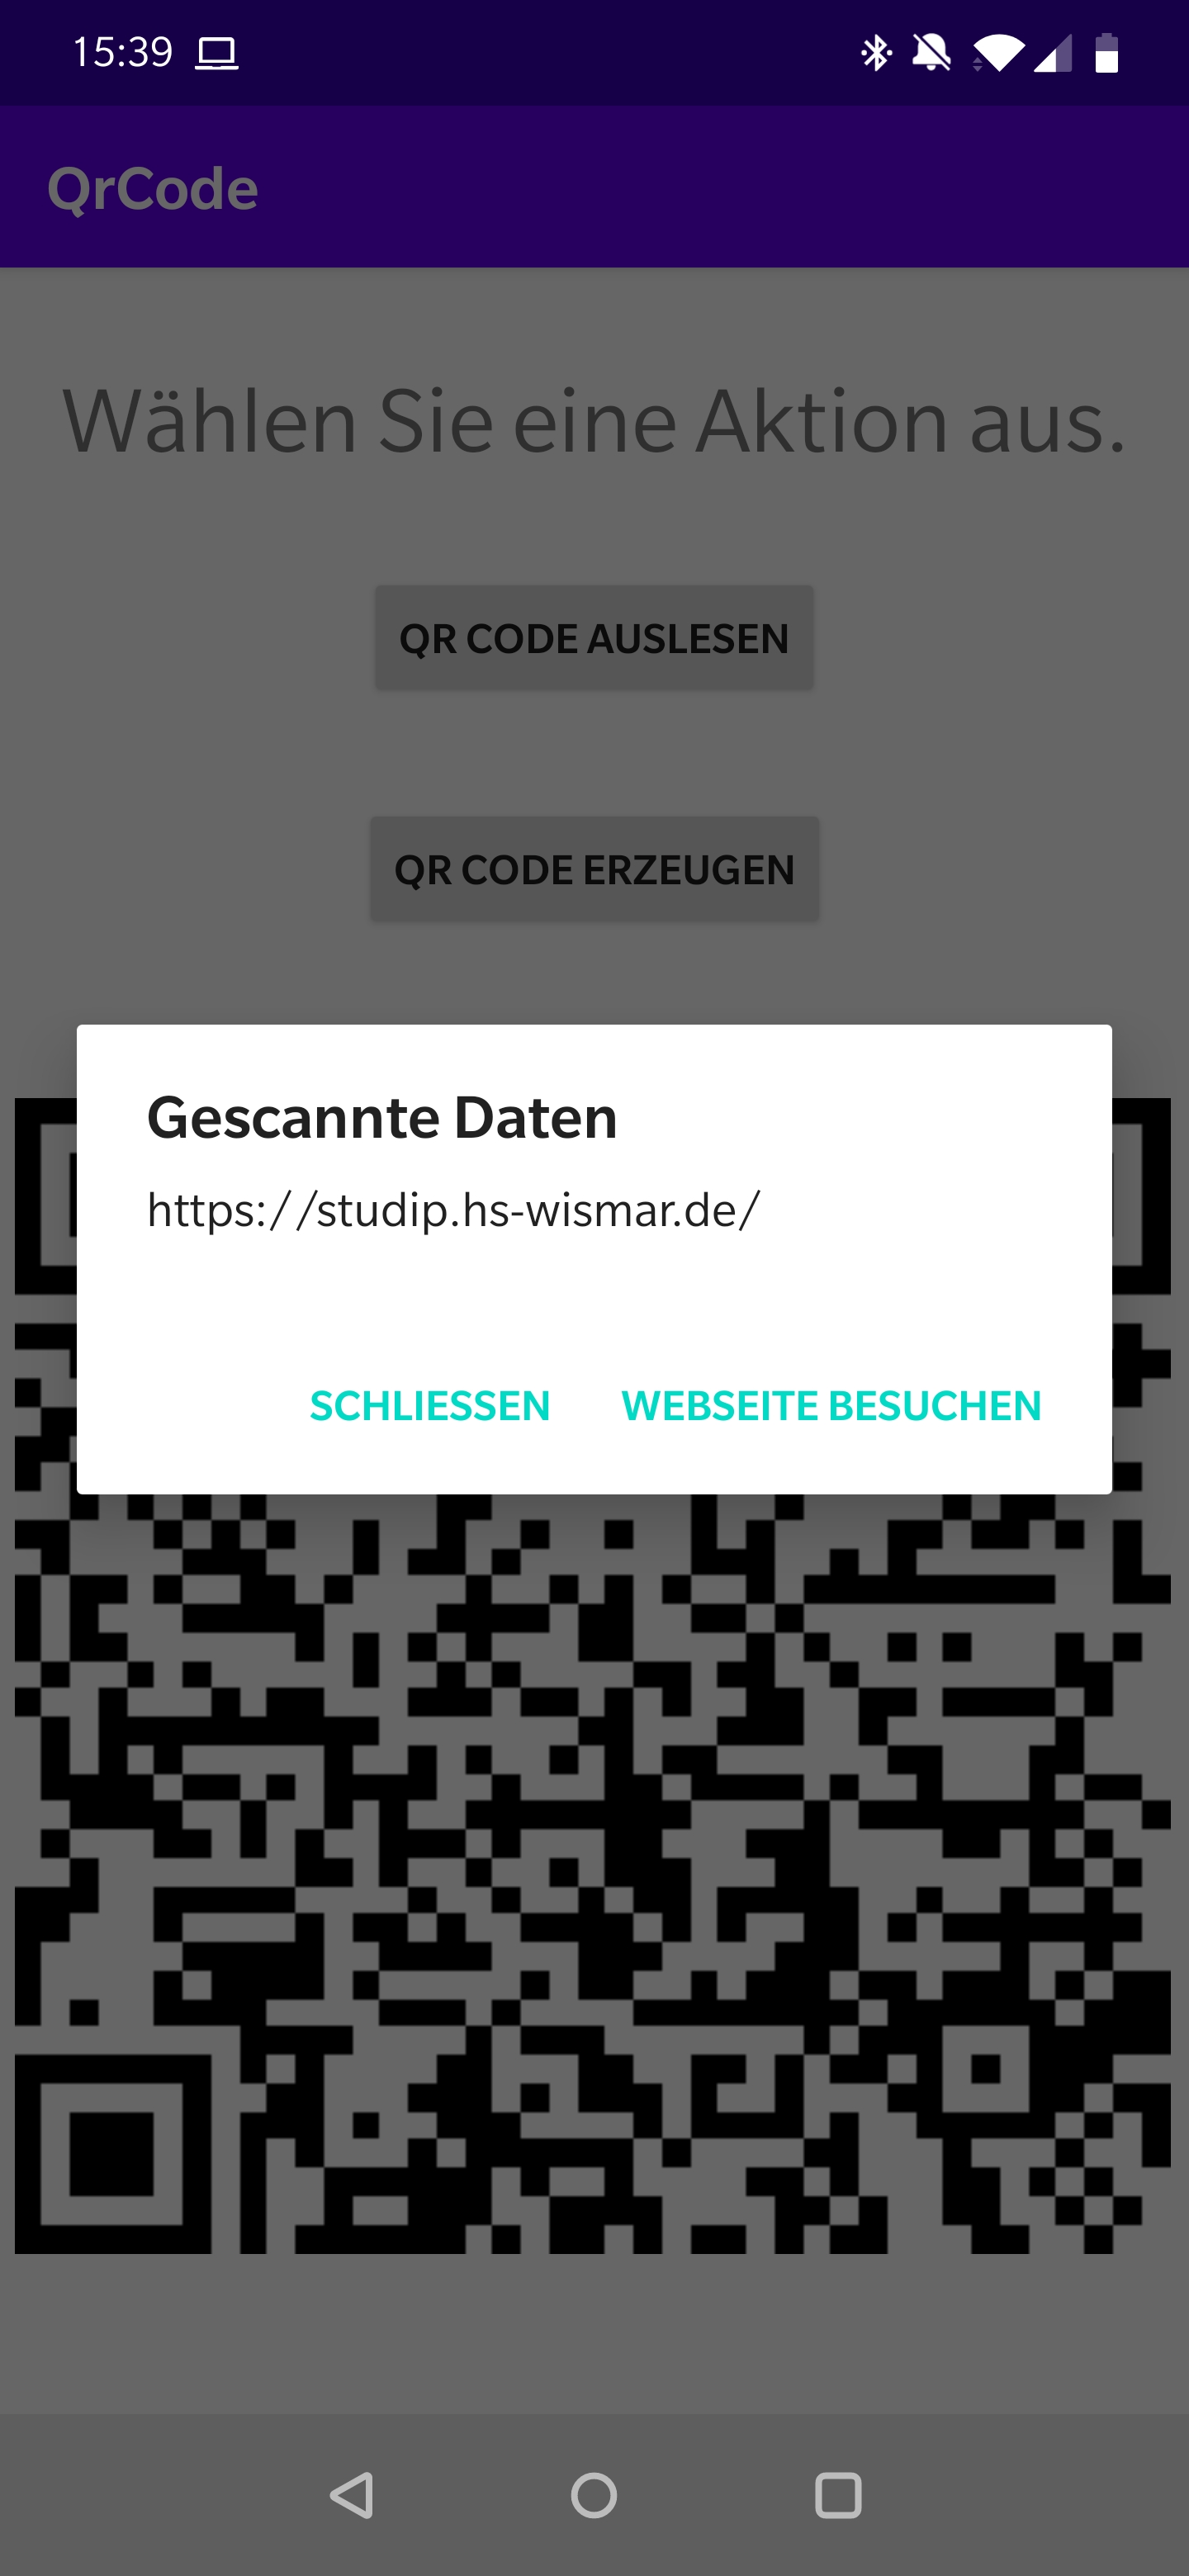 15:39
QrCode
Wählen Sie eine Aktion aus.
QR CODE AUSLESEN
QR CODE ERZEUGEN
Gescannte Daten
https://studip.hs-wismar.de/
SCHLIESSEN WEBSEITE BESUCHEN